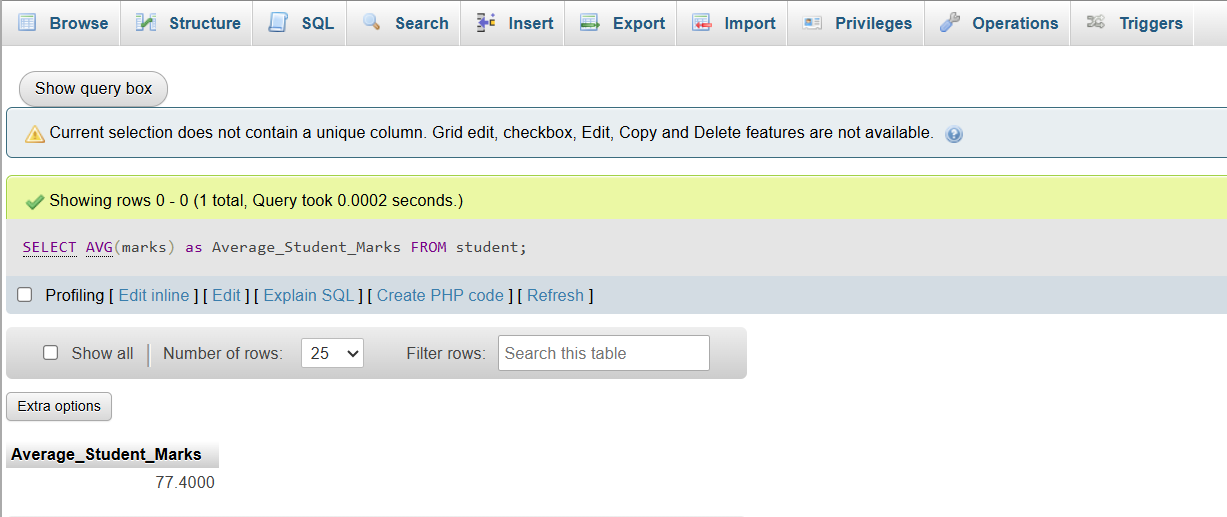 Browse Structure SQL Search Insert Export Import Privileges Operations Triggers
Show query box
Current selection does not contain a unique column. Grid edit, checkbox, Edit, Copy and Delete features are not available.
Showing rows 0 - 0 (1 total, Query took 0.0002 seconds.)
SELECT AVG(marks) as Average_Student_Marks FROM student;
Profiling [ Edit inline ] [ Edit ] [ Explain SQL ] [ Create PHP code ] [ Refresh ]
Show all Number of rows: 25 Filter rows: Search this table
Extra options
Average_Student_Marks
77.4000